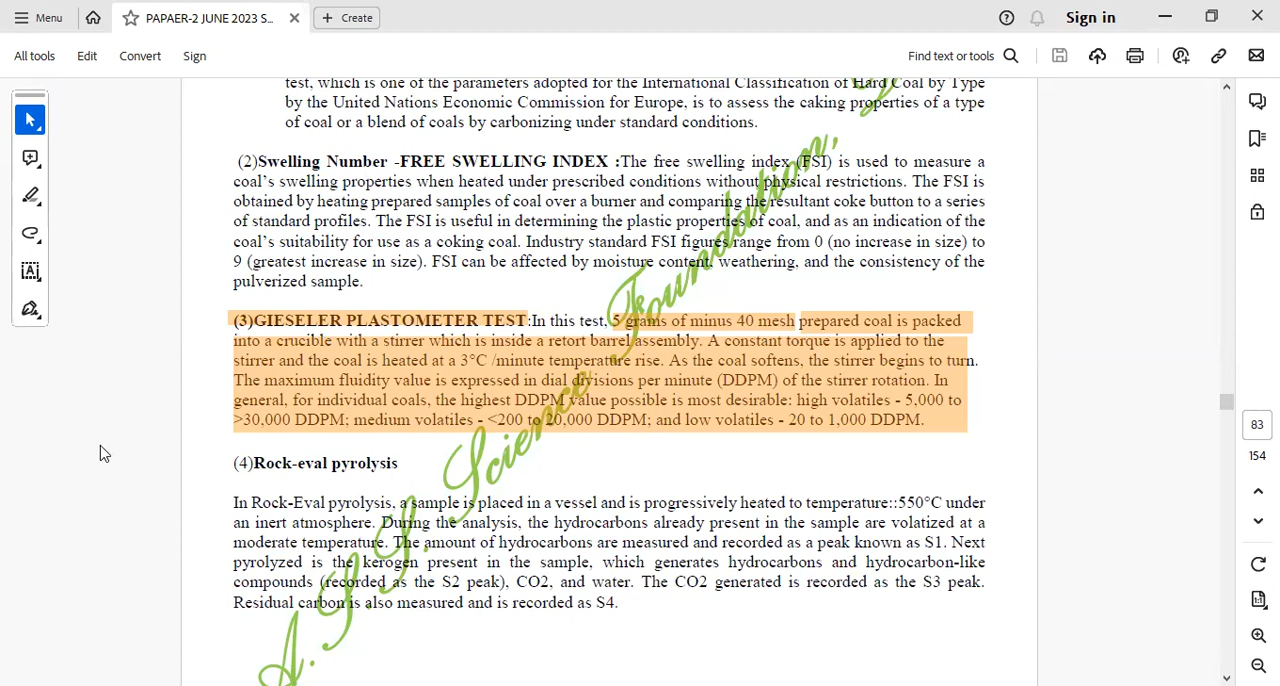 Menu
PAPAER-2 JUNE 2023 S...
Create
Sign in
All tools
Edit
Convert
Sign
Find text or tools
test, which is one of the parameters adopted for the International Classification of Hard Coal by Type
by the United Nations Economic Commission for Europe, is to assess the caking properties of a type
of coal or a blend of coals by carbonizing under standard conditions.
(2)Swelling Number -FREE SWELLING INDEX :The free swelling index (FSI) is used to measure a
coal's swelling properties when heated under prescribed conditions without physical restrictions. The FSI is
obtained by heating prepared samples of coal over a burner and comparing the resultant coke button to a series
of standard profiles. The FSI is useful in determining the plastic properties of coal, and as an indication of the
coal's suitability for use as a coking coal. Industry standard FSI figures range from 0 (no increase in size) to
9 (greatest increase in size). FSI can be affected by moisture content, weathering, and the consistency of the
pulverized sample.
(3)GIESELER PLASTOMETER TEST:In this test, 5 grams of minus 40 mesh prepared coal is packed
into a crucible with a stirrer which is inside a retort barrel assembly. A constant torque is applied to the
stirrer and the coal is heated at a 3°C /minute temperature rise. As the coal softens, the stirrer begins to turn.
The maximum fluidity value is expressed in dial divisions per minute (DDPM) of the stirrer rotation. In
general, for individual coals, the highest DDPM value possible is most desirable: high volatiles - 5,000 to
>30,000 DDPM; medium volatiles - <200 to 20,000 DDPM; and low volatiles - 20 to 1,000 DDPM.
(4)Rock-eval pyrolysis
In Rock-Eval pyrolysis, a sample is placed in a vessel and is progressively heated to temperature::550°C under
an inert atmosphere. During the analysis, the hydrocarbons already present in the sample are volatized at a
moderate temperature. The amount of hydrocarbons are measured and recorded as a peak known as S1. Next
pyrolyzed is the kerogen present in the sample, which generates hydrocarbons and hydrocarbon-like
compounds (recorded as the S2 peak), CO2, and water. The CO2 generated is recorded as the S3 peak.
Residual carbon is also measured and is recorded as S4.
A. S. S. Science Foundation,
83
154